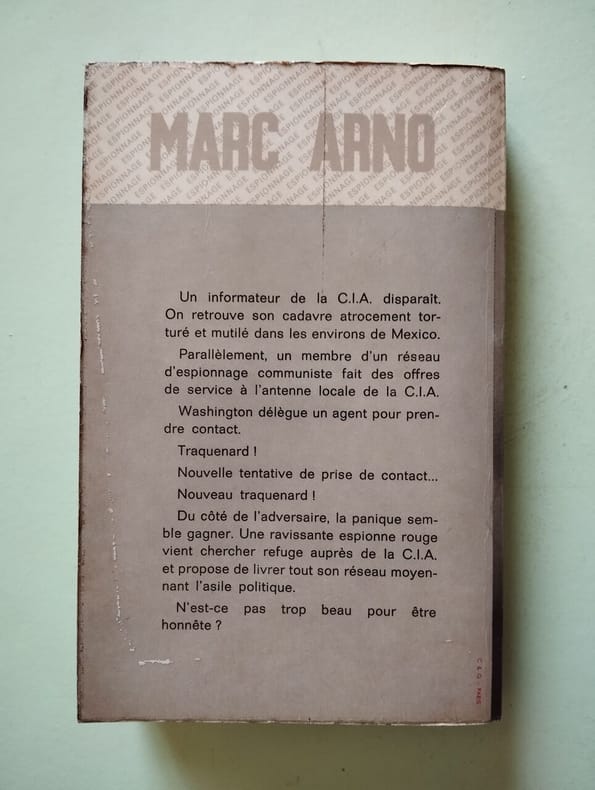 MARC ARNO
Un informateur de la C.I.A. disparaît.
On retrouve son cadavre atrocement tor-
turé et mutilé dans les environs de Mexico.
Parallèlement, un membre d'un réseau
d'espionnage communiste fait des offres
de service à l'antenne locale de la C.I.A.
Washington délègue un agent pour pren-
dre contact.
Traquenard !
Nouvelle tentative de prise de contact...
Nouveau traquenard !
Du côté de l'adversaire, la panique sem-
ble gagner. Une ravissante espionne rouge
vient chercher refuge auprès de la C.I.A.
et propose de livrer tout son réseau moyen-
nant l'asile politique.
N'est-ce pas trop beau pour être
honnête ?